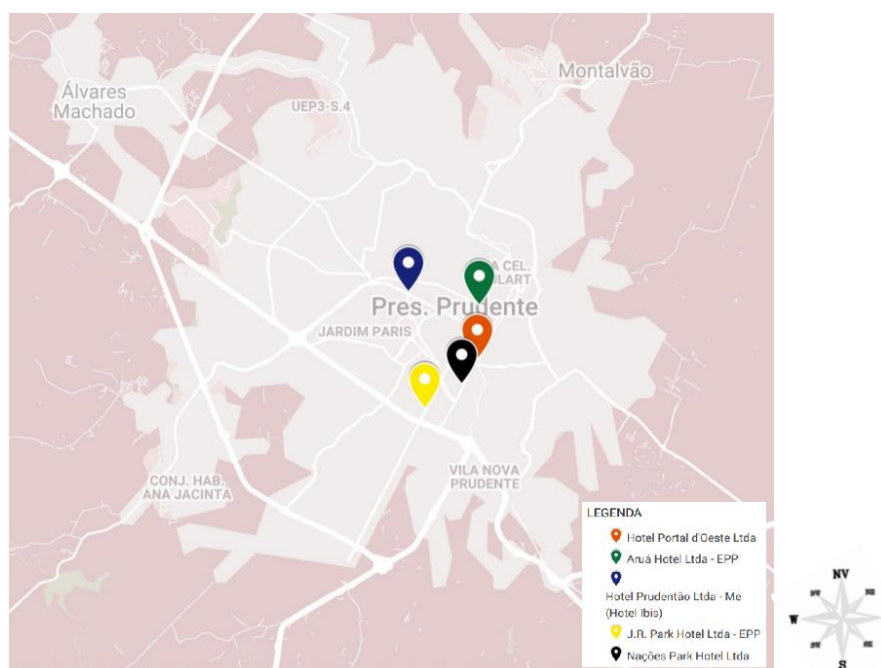 Álvares
Machado
Montalvão
UEP3-S.4
A CEL.
LART
Pres. Prudente
JARDIM PARIS
CONJ. HAB.
ANA JACINTA
VILA NOVA
PRUDENTE
LEGENDA
Hotel Portal d'Oeste Ltda
Aruá Hotel Ltda - EPP
Hotel Prudentão Ltda - Me
(Hotel Ibis)
J.R. Park Hotel Ltda - EPP
Nações Park Hotel Ltda
NV
W
S